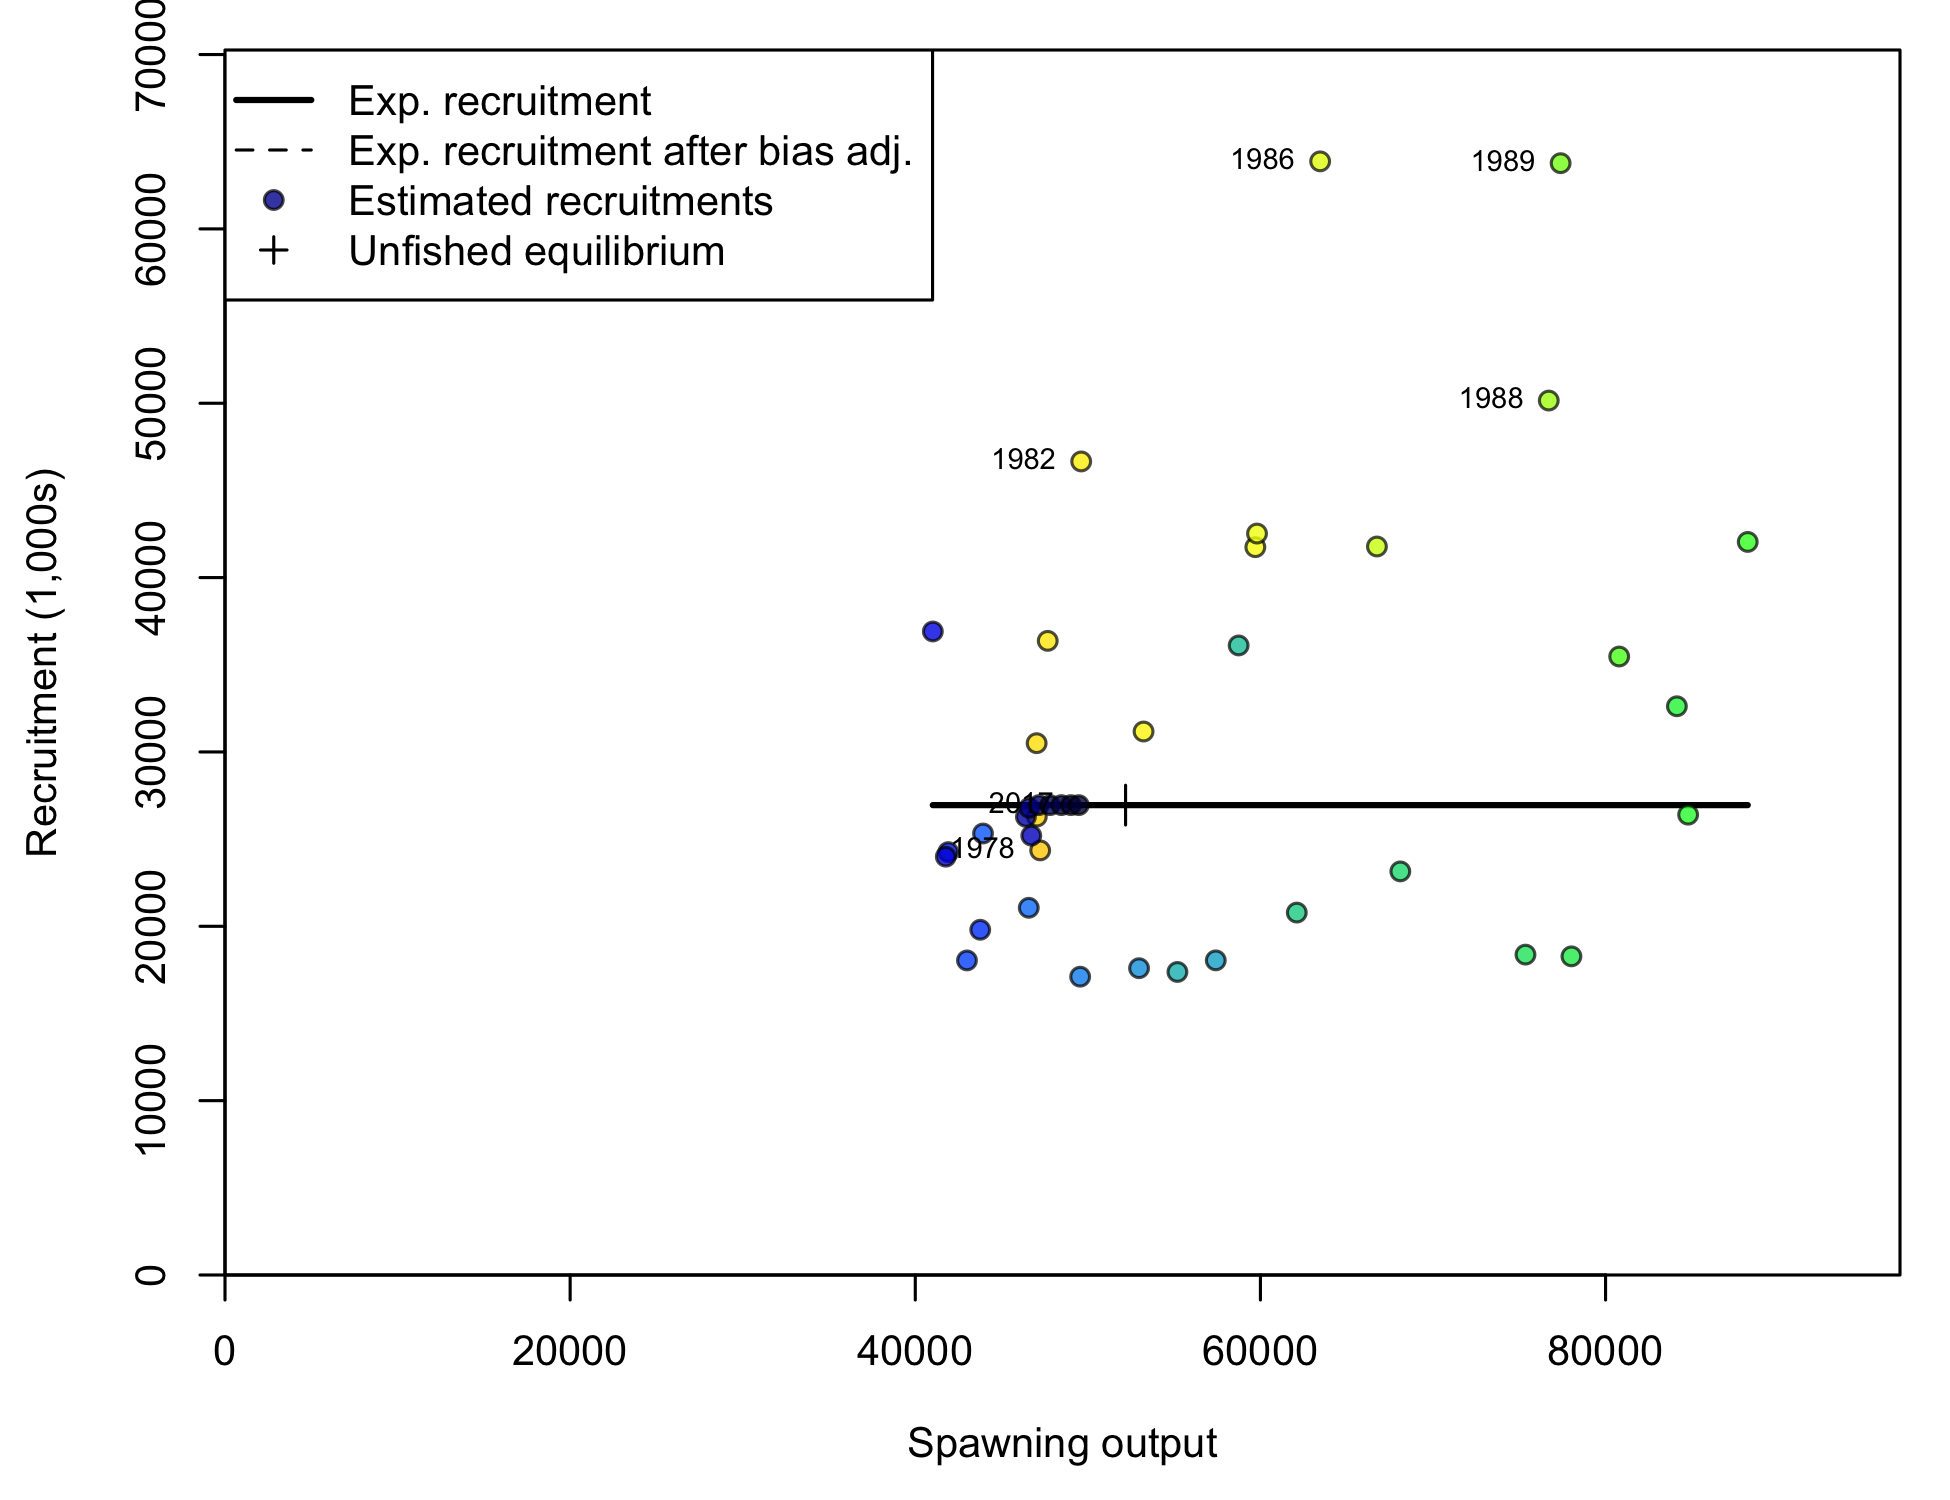 Exp. recruitment
Exp. recruitment after bias adj.
Estimated recruitments
Unfished equilibrium
1986
1989
1988
1982
2017
1978
Recruitment (1,000s)
70000
60000
50000
40000
30000
20000
10000
0
0 20000 40000 60000 80000
Spawning output